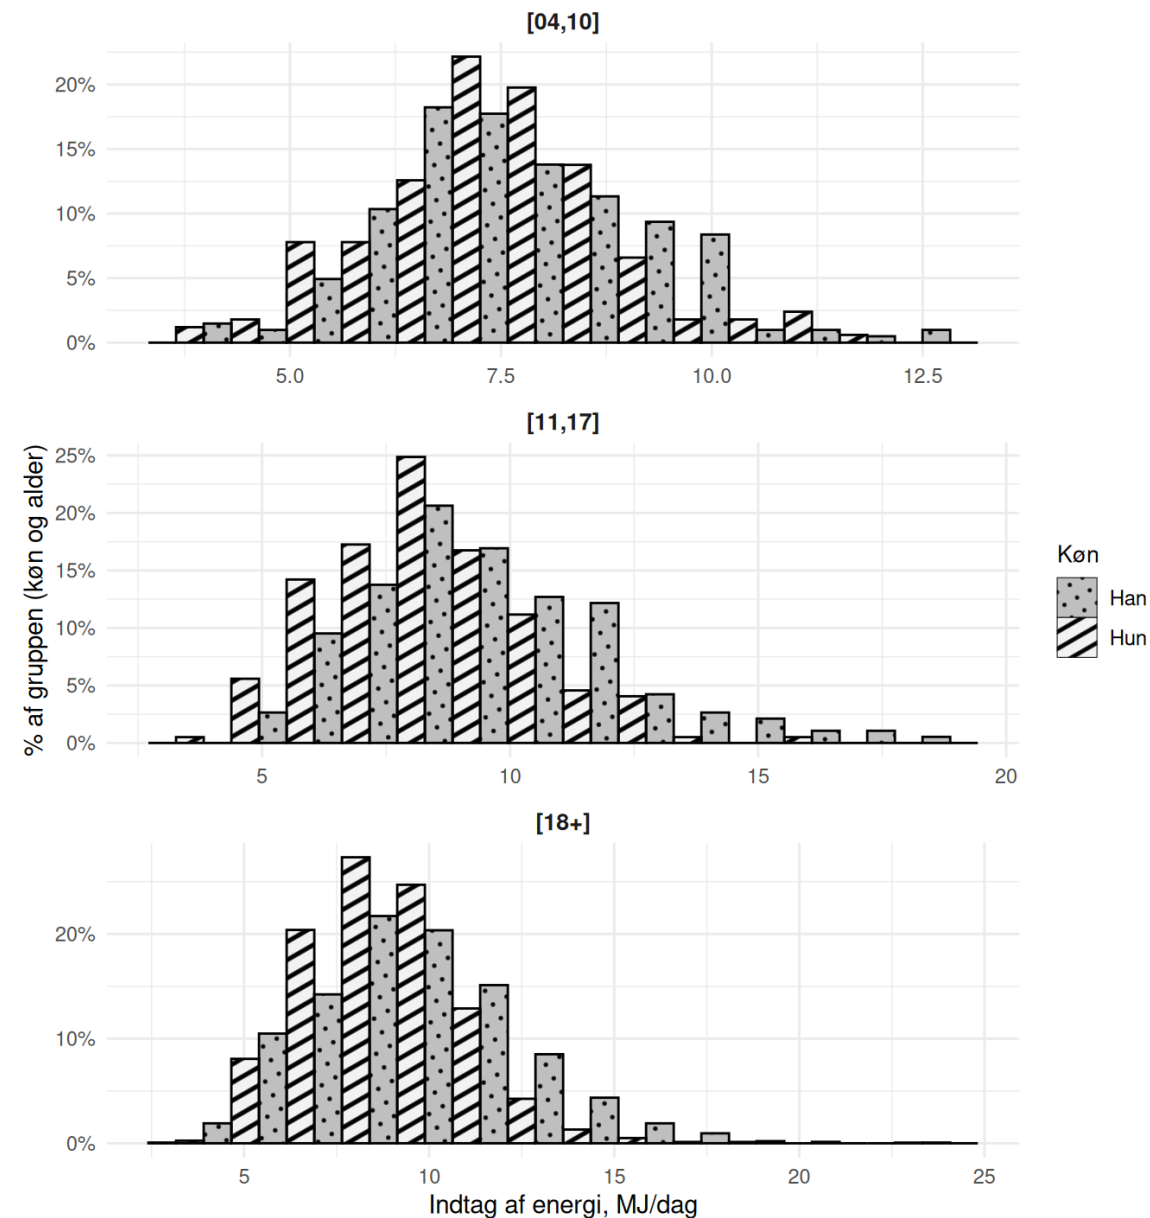 [04,10]
20%
15%
10%
5%
0%
5.0 7.5 10.0 12.5
[11,17]
25%
20%
15%
10%
5%
0%
5 10 15 20
% af gruppen (køn og alder)
Køn
Han
Hun
[18+]
20%
10%
0%
5 10 15 20 25
Indtag af energi, MJ/dag